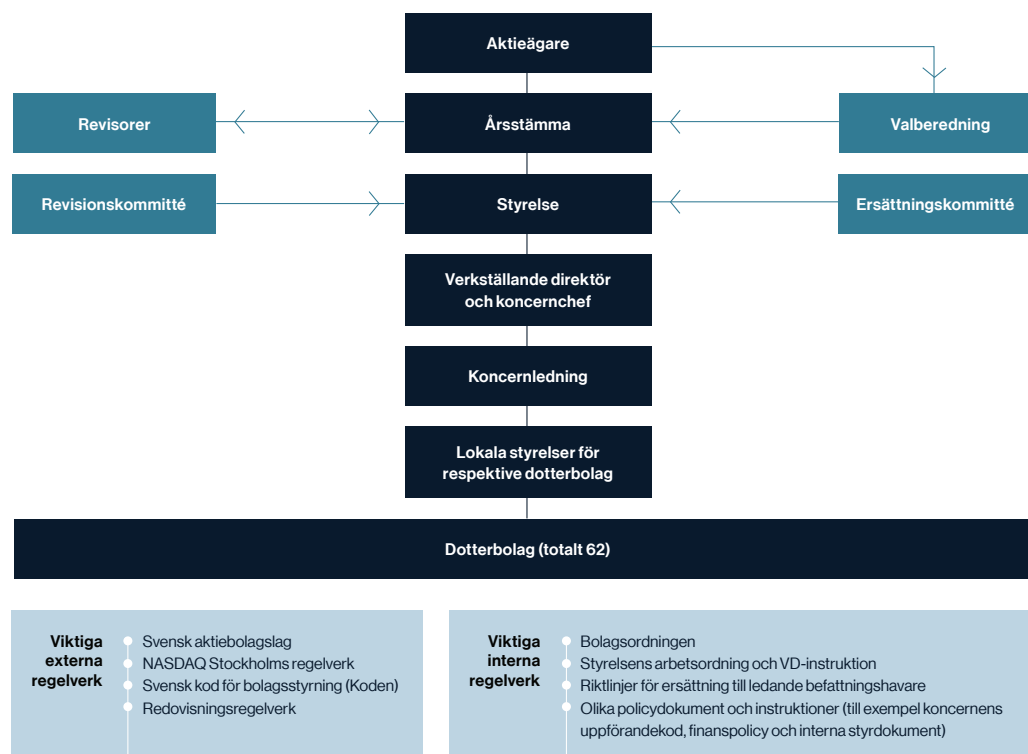 Aktieägare
Revisorer
Årsstämma
Valberedning
Revisionskommitté
Styrelse
Ersättningskommitté
Verkställande direktör
och koncernchef
Koncernledning
Lokala styrelser för
respektive dotterbolag
Dotterbolag (totalt 62)
Viktiga
externa
regelverk
Svensk aktiebolagslag
NASDAQ Stockholms regelverk
Svensk kod för bolagsstyrning (Koden)
Redovisningsregelverk
Viktiga
interna
regelverk
Bolagsordningen
Styrelsens arbetsordning och VD-instruktion
Riktlinjer för ersättning till ledande befattningshavare
Olika policydokument och instruktioner (till exempel koncernens
uppförandekod, finanspolicy och interna styrdokument)